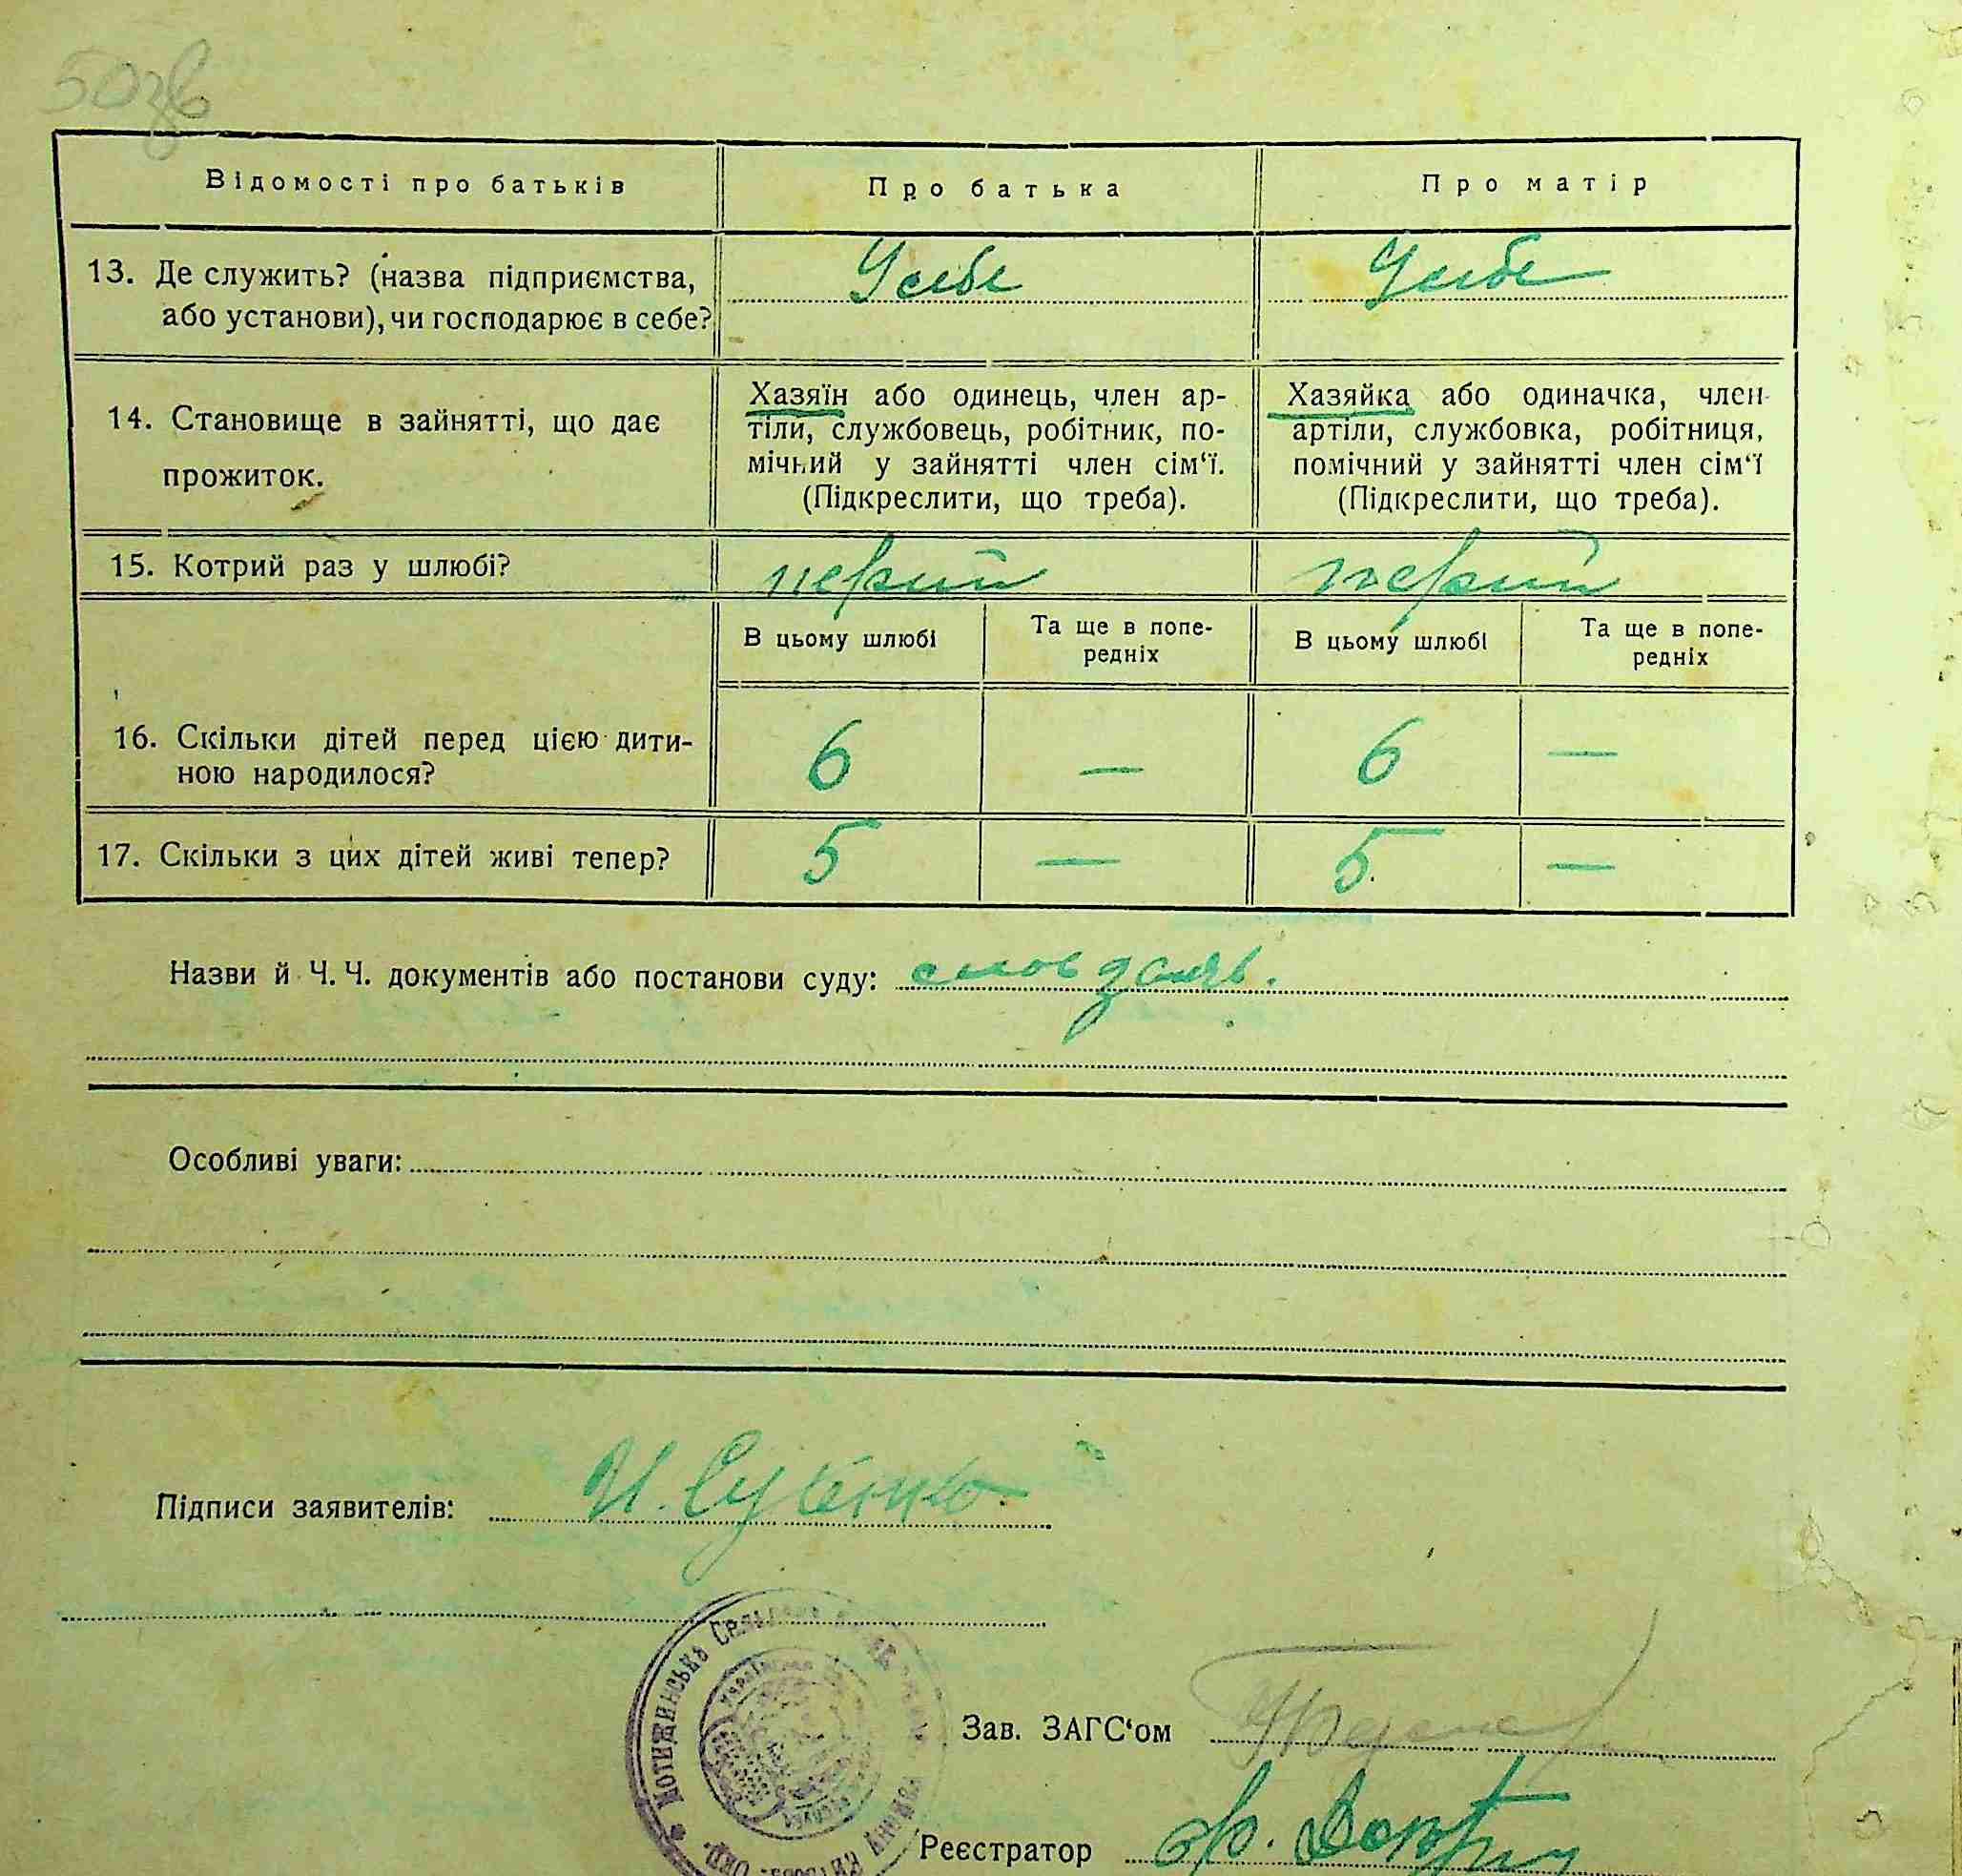 50зв
Відомості про батьків Про батька Про матір
13. Де служить? (назва підприємства, У себе У себе
або установи), чи господарює в себе?
14. Становище в зайнятті, що дає
прожиток.
Хазяїн або одинець, член ар-
тіли, службовець, робітник, по-
мічний у зайнятті член сім‘ї.
(Підкреслити, що треба).
Хазяйка або одиначка, член
артіли, службовка, робітниця,
помічний у зайнятті член сім‘ї
(Підкреслити, що треба).
15. Котрий раз у шлюбі? перший перший
В цьому шлюбі Та ще в попе-
редніх В цьому шлюбі Та ще в попе-
редніх
16. Скільки дітей перед цією дити-
ною народилося? 6 — 6 —
17. Скільки з цих дітей живі тепер? 5 — 5 —
Назви й Ч. Ч. документів або постанови суду: слов заяв.
Особливі уваги:
Підписи заявителів: И.
Зав. ЗАГС‘ом
Реєстратор